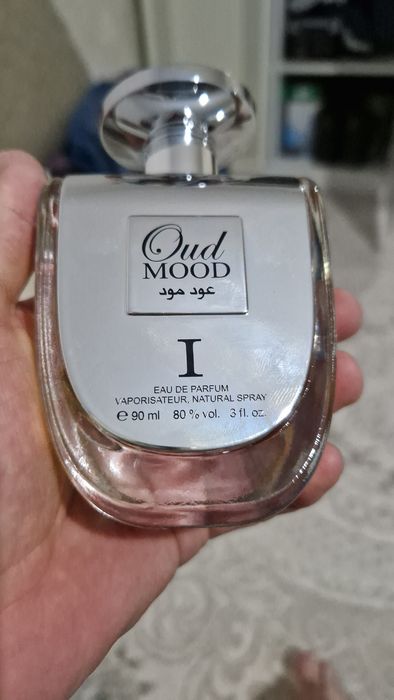 Oud
MOOD
عود مود
I
EAU DE PARFUM
VAPORISATEUR, NATURAL SPRAY
℮ 90 ml 80 % vol. 3 fl. oz.